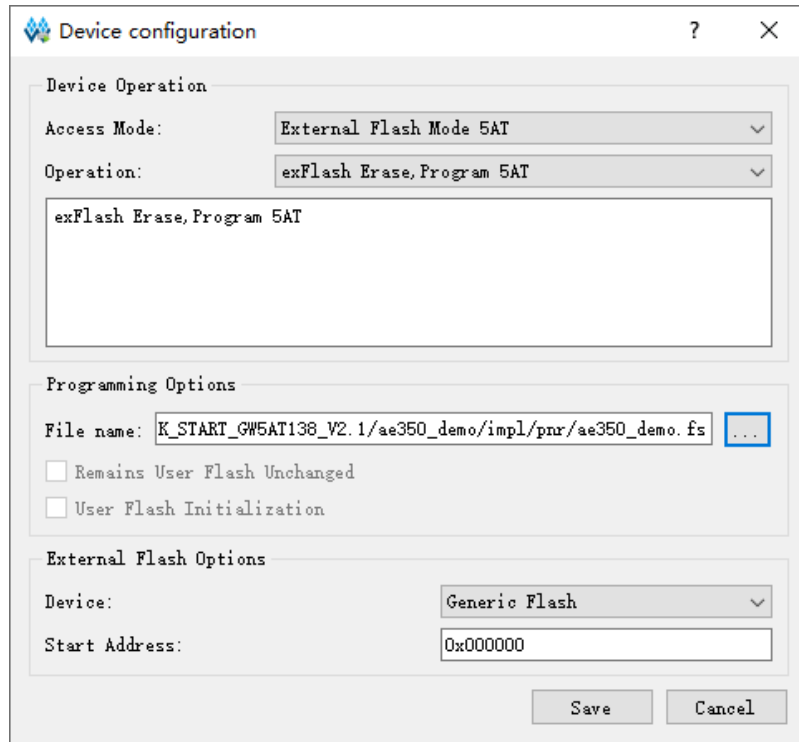 Device configuration
Device Operation
Access Mode: External Flash Mode 5AT
Operation: exFlash Erase,Program 5AT
exFlash Erase,Program 5AT
Programming Options
File name: K_START_GW5AT138_V2.1/ae350_demo/impl/pnr/ae350_demo.fs ...
Remains User Flash Unchanged
User Flash Initialization
External Flash Options
Device: Generic Flash
Start Address: 0x000000
Save Cancel